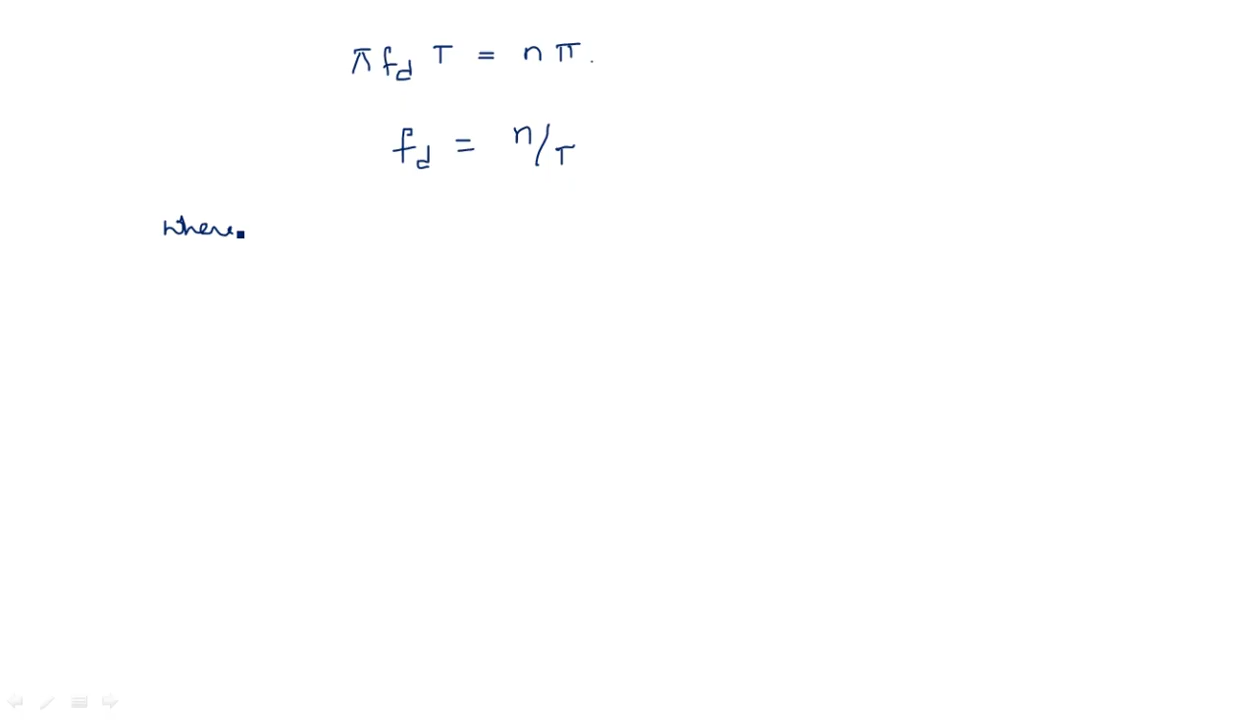 π f_d T = n π.
f_d = n/T
where.